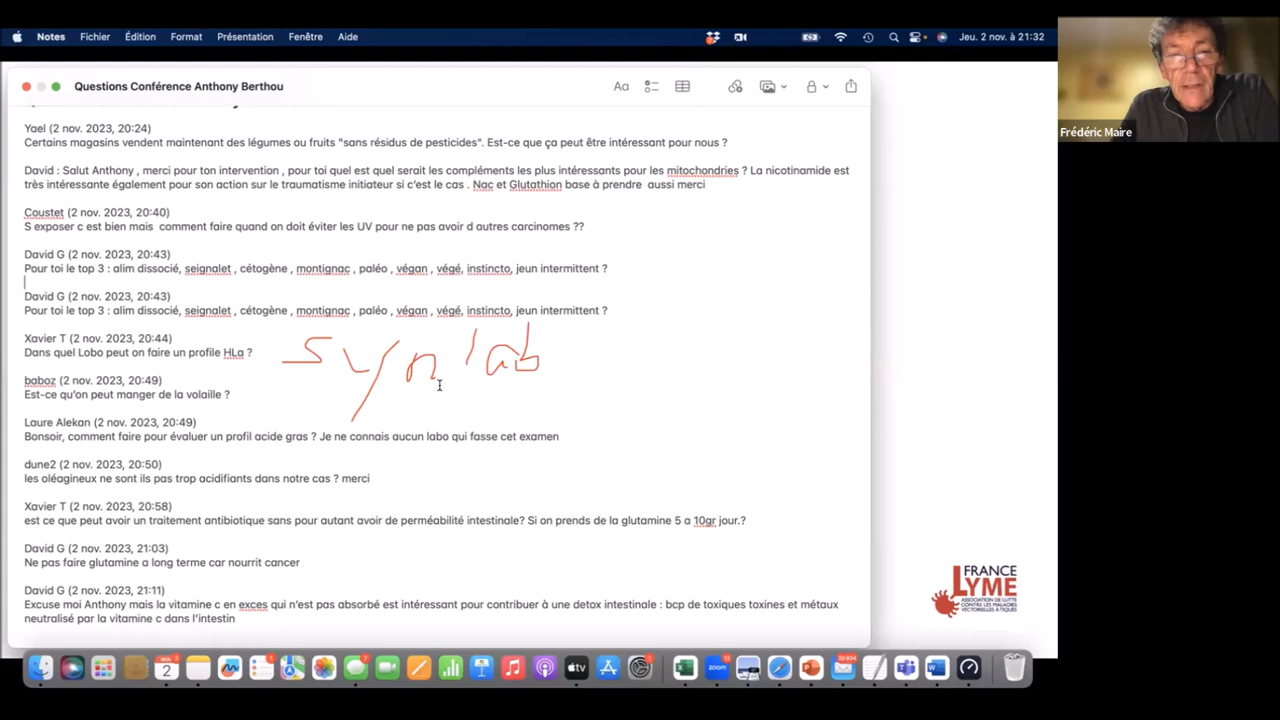 Notes Fichier Édition Format Présentation Fenêtre Aide Jeu. 2 nov. à 21:32
Questions Conférence Anthony Berthou
Aa
Yael (2 nov. 2023, 20:24)
Certains magasins vendent maintenant des légumes ou fruits "sans résidus de pesticides". Est-ce que ça peut être intéressant pour nous ?
David : Salut Anthony , merci pour ton intervention , pour toi quel est quel serait les compléments les plus intéressants pour les mitochondries ? La nicotinamide est
très intéressante également pour son action sur le traumatisme initiateur si c'est le cas . Nac et Glutathion base à prendre aussi merci
Coustet (2 nov. 2023, 20:40)
S exposer c est bien mais comment faire quand on doit éviter les UV pour ne pas avoir d autres carcinomes ??
David G (2 nov. 2023, 20:43)
Pour toi le top 3 : alim dissocié, seignalet , cétogène , montignac , paléo , végan , végé, instincto, jeun intermittent ?
David G (2 nov. 2023, 20:43)
Pour toi le top 3 : alim dissocié, seignalet , cétogène , montignac , paléo , végan , végé, instincto, jeun intermittent ?
Xavier T (2 nov. 2023, 20:44)
Dans quel Lobo peut on faire un profile HLa ?
Synlab
baboz (2 nov. 2023, 20:49)
Est-ce qu'on peut manger de la volaille ?
Laure Alekan (2 nov. 2023, 20:49)
Bonsoir, comment faire pour évaluer un profil acide gras ? Je ne connais aucun labo qui fasse cet examen
dune2 (2 nov. 2023, 20:50)
les oléagineux ne sont ils pas trop acidifiants dans notre cas ? merci
Xavier T (2 nov. 2023, 20:58)
est ce que peut avoir un traitement antibiotique sans pour autant avoir de perméabilité intestinale? Si on prends de la glutamine 5 a 10gr jour.?
David G (2 nov. 2023, 21:03)
Ne pas faire glutamine a long terme car nourrit cancer
David G (2 nov. 2023, 21:11)
Excuse moi Anthony mais la vitamine c en exces qui n'est pas absorbé est intéressant pour contribuer à une detox intestinale : bcp de toxiques toxines et métaux
neutralisé par la vitamine c dans l'intestin
Frédéric Maire
FRANCE
LYME
ASSOCIATION DE LUTTE
CONTRE LES MALADIES
VECTORIELLES À TIQUES
zoom
tv